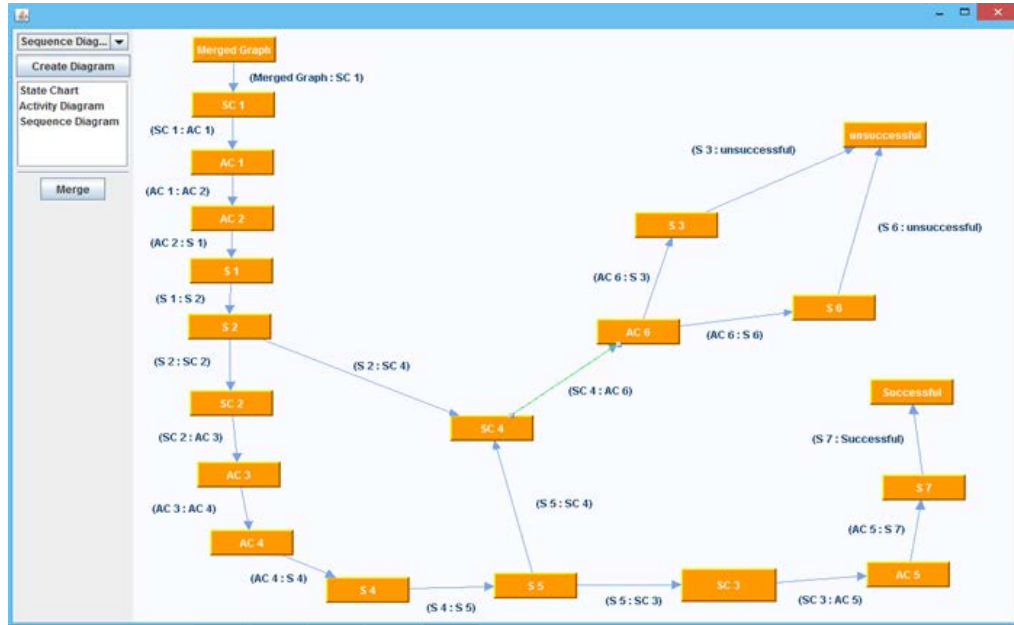 Sequence Diag...
Create Diagram
State Chart
Activity Diagram
Sequence Diagram
Merge
Merged Graph
(Merged Graph : SC 1)
SC 1
(SC 1 : AC 1)
AC 1
(AC 1 : AC 2)
AC 2
(AC 2 : S 1)
S 1
(S 1 : S 2)
S 2
(S 2 : SC 2)
(S 2 : SC 4)
SC 2
(SC 2 : AC 3)
AC 3
(AC 3 : AC 4)
AC 4
(AC 4 : S 4)
S 4
(S 4 : S 5)
S 5
(S 5 : SC 4)
SC 4
(SC 4 : AC 6)
AC 6
(AC 6 : S 3)
S 3
(S 3 : unsuccessful)
unsuccessful
(AC 6 : S 6)
S 6
(S 6 : unsuccessful)
(S 5 : SC 3)
SC 3
(SC 3 : AC 5)
AC 5
(AC 5 : S 7)
S 7
(S 7 : Successful)
Successful